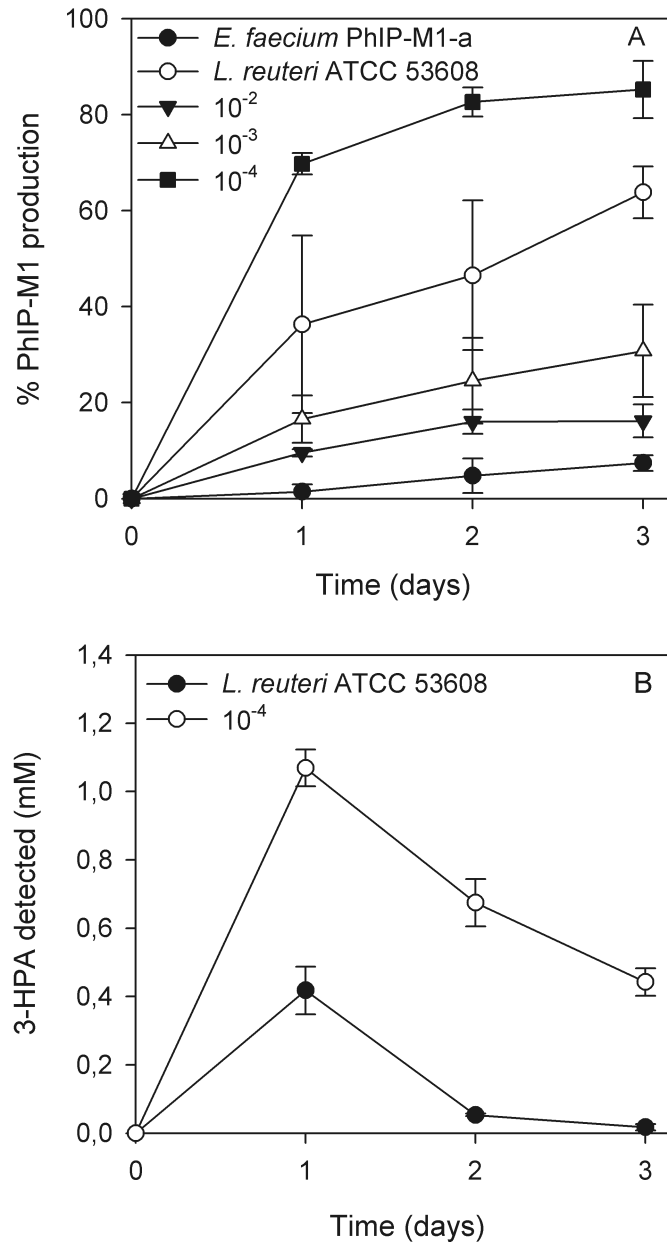 100
80
60
40
20
0
% PhIP-M1 production
E. faecium PhIP-M1-a
L. reuteri ATCC 53608
10-2
10-3
10-4
A
0 1 2 3
Time (days)
1,4
1,2
1,0
0,8
0,6
0,4
0,2
0,0
3-HPA detected (mM)
L. reuteri ATCC 53608
10-4
B
0 1 2 3
Time (days)